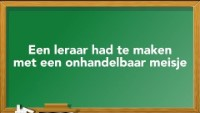 Een leraar had te maken
met een onhandelbaar meisje